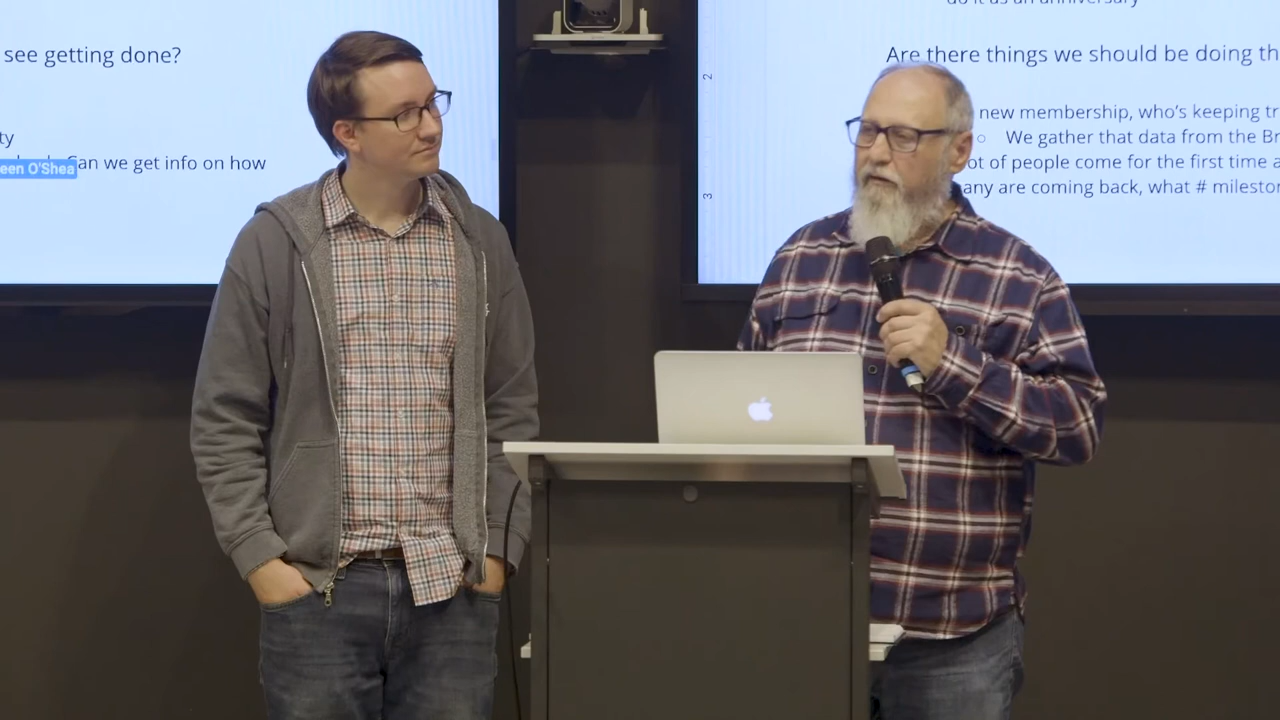 see getting done?
ty
een O'Shea
Can we get info on how
do it as an anniversary
Are there things we should be doing th
2
new membership, who's keeping tr
We gather that data from the Br
ot of people come for the first time a
any are coming back, what # milesto
3